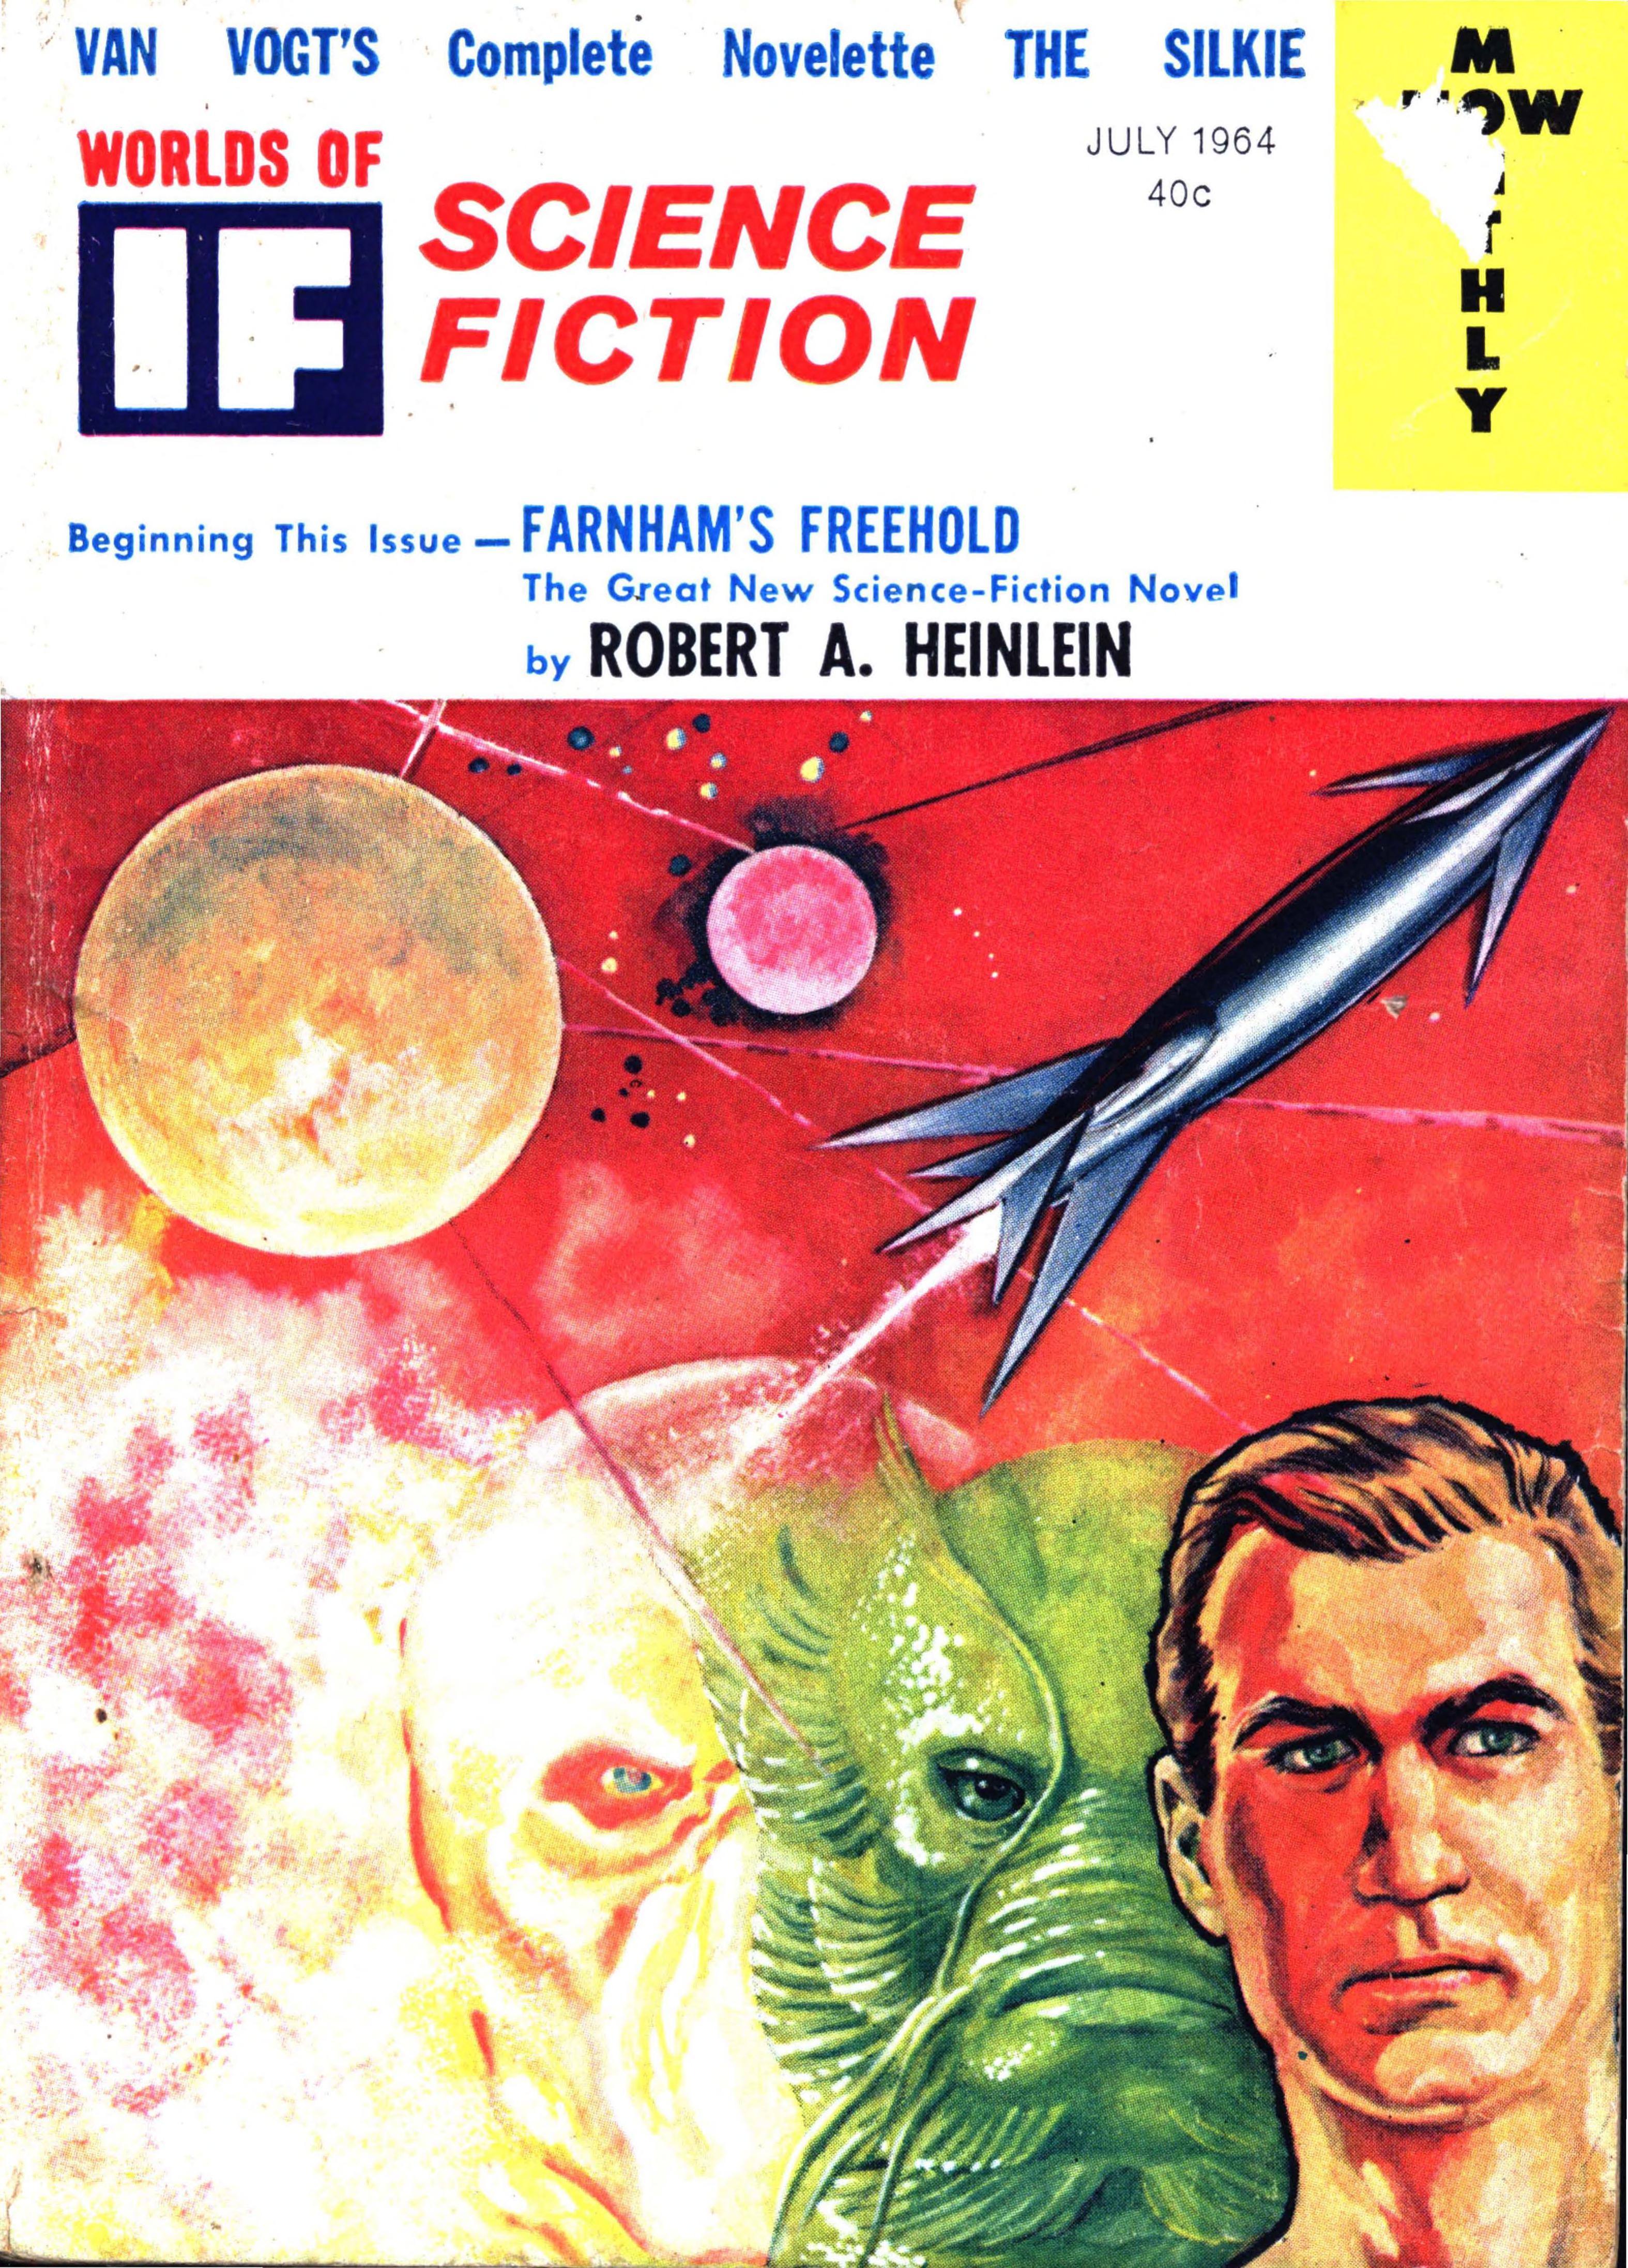 VAN VOGT'S Complete Novelette THE SILKIE
WORLDS OF
IF
SCIENCE
FICTION
JULY 1964
40c
M
OW
T
H
L
Y
Beginning This Issue — FARNHAM'S FREEHOLD
The Great New Science-Fiction Novel
by ROBERT A. HEINLEIN